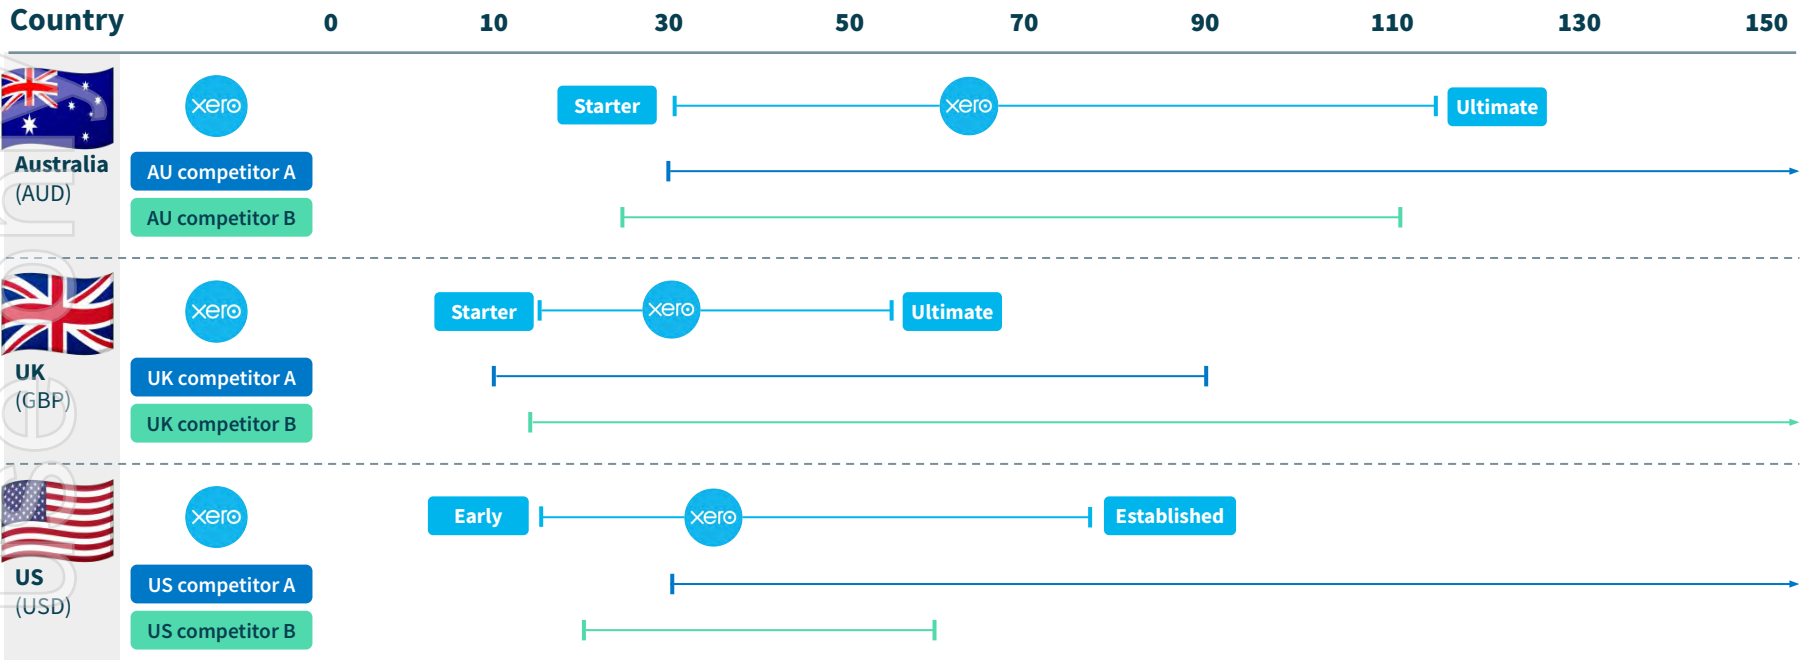 Country 0 10 30 50 70 90 110 130 150
xero Starter xero Ultimate
Australia
(AUD)
AU competitor A
AU competitor B
xero Starter xero Ultimate
UK
(GBP)
UK competitor A
UK competitor B
xero Early xero Established
US
(USD)
US competitor A
US competitor B